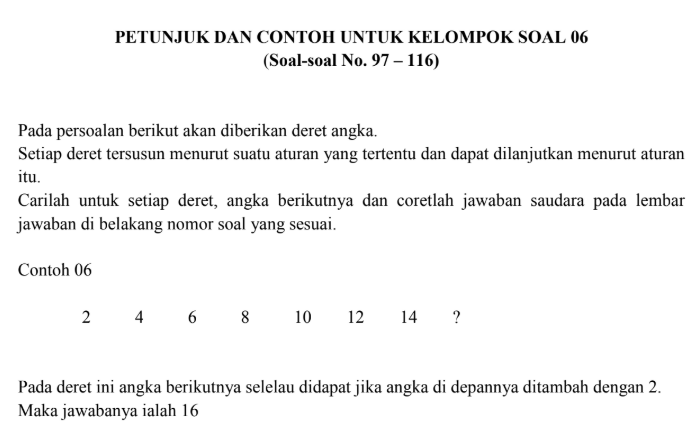 PETUNJUK DAN CONTOH UNTUK KELOMPOK SOAL 06
(Soal-soal No. 97 – 116)
Pada persoalan berikut akan diberikan deret angka.
Setiap deret tersusun menurut suatu aturan yang tertentu dan dapat dilanjutkan menurut aturan
itu.
Carilah untuk setiap deret, angka berikutnya dan coretlah jawaban saudara pada lembar
jawaban di belakang nomor soal yang sesuai.
Contoh 06
2 4 6 8 10 12 14 ?
Pada deret ini angka berikutnya selelau didapat jika angka di depannya ditambah dengan 2.
Maka jawabanya ialah 16